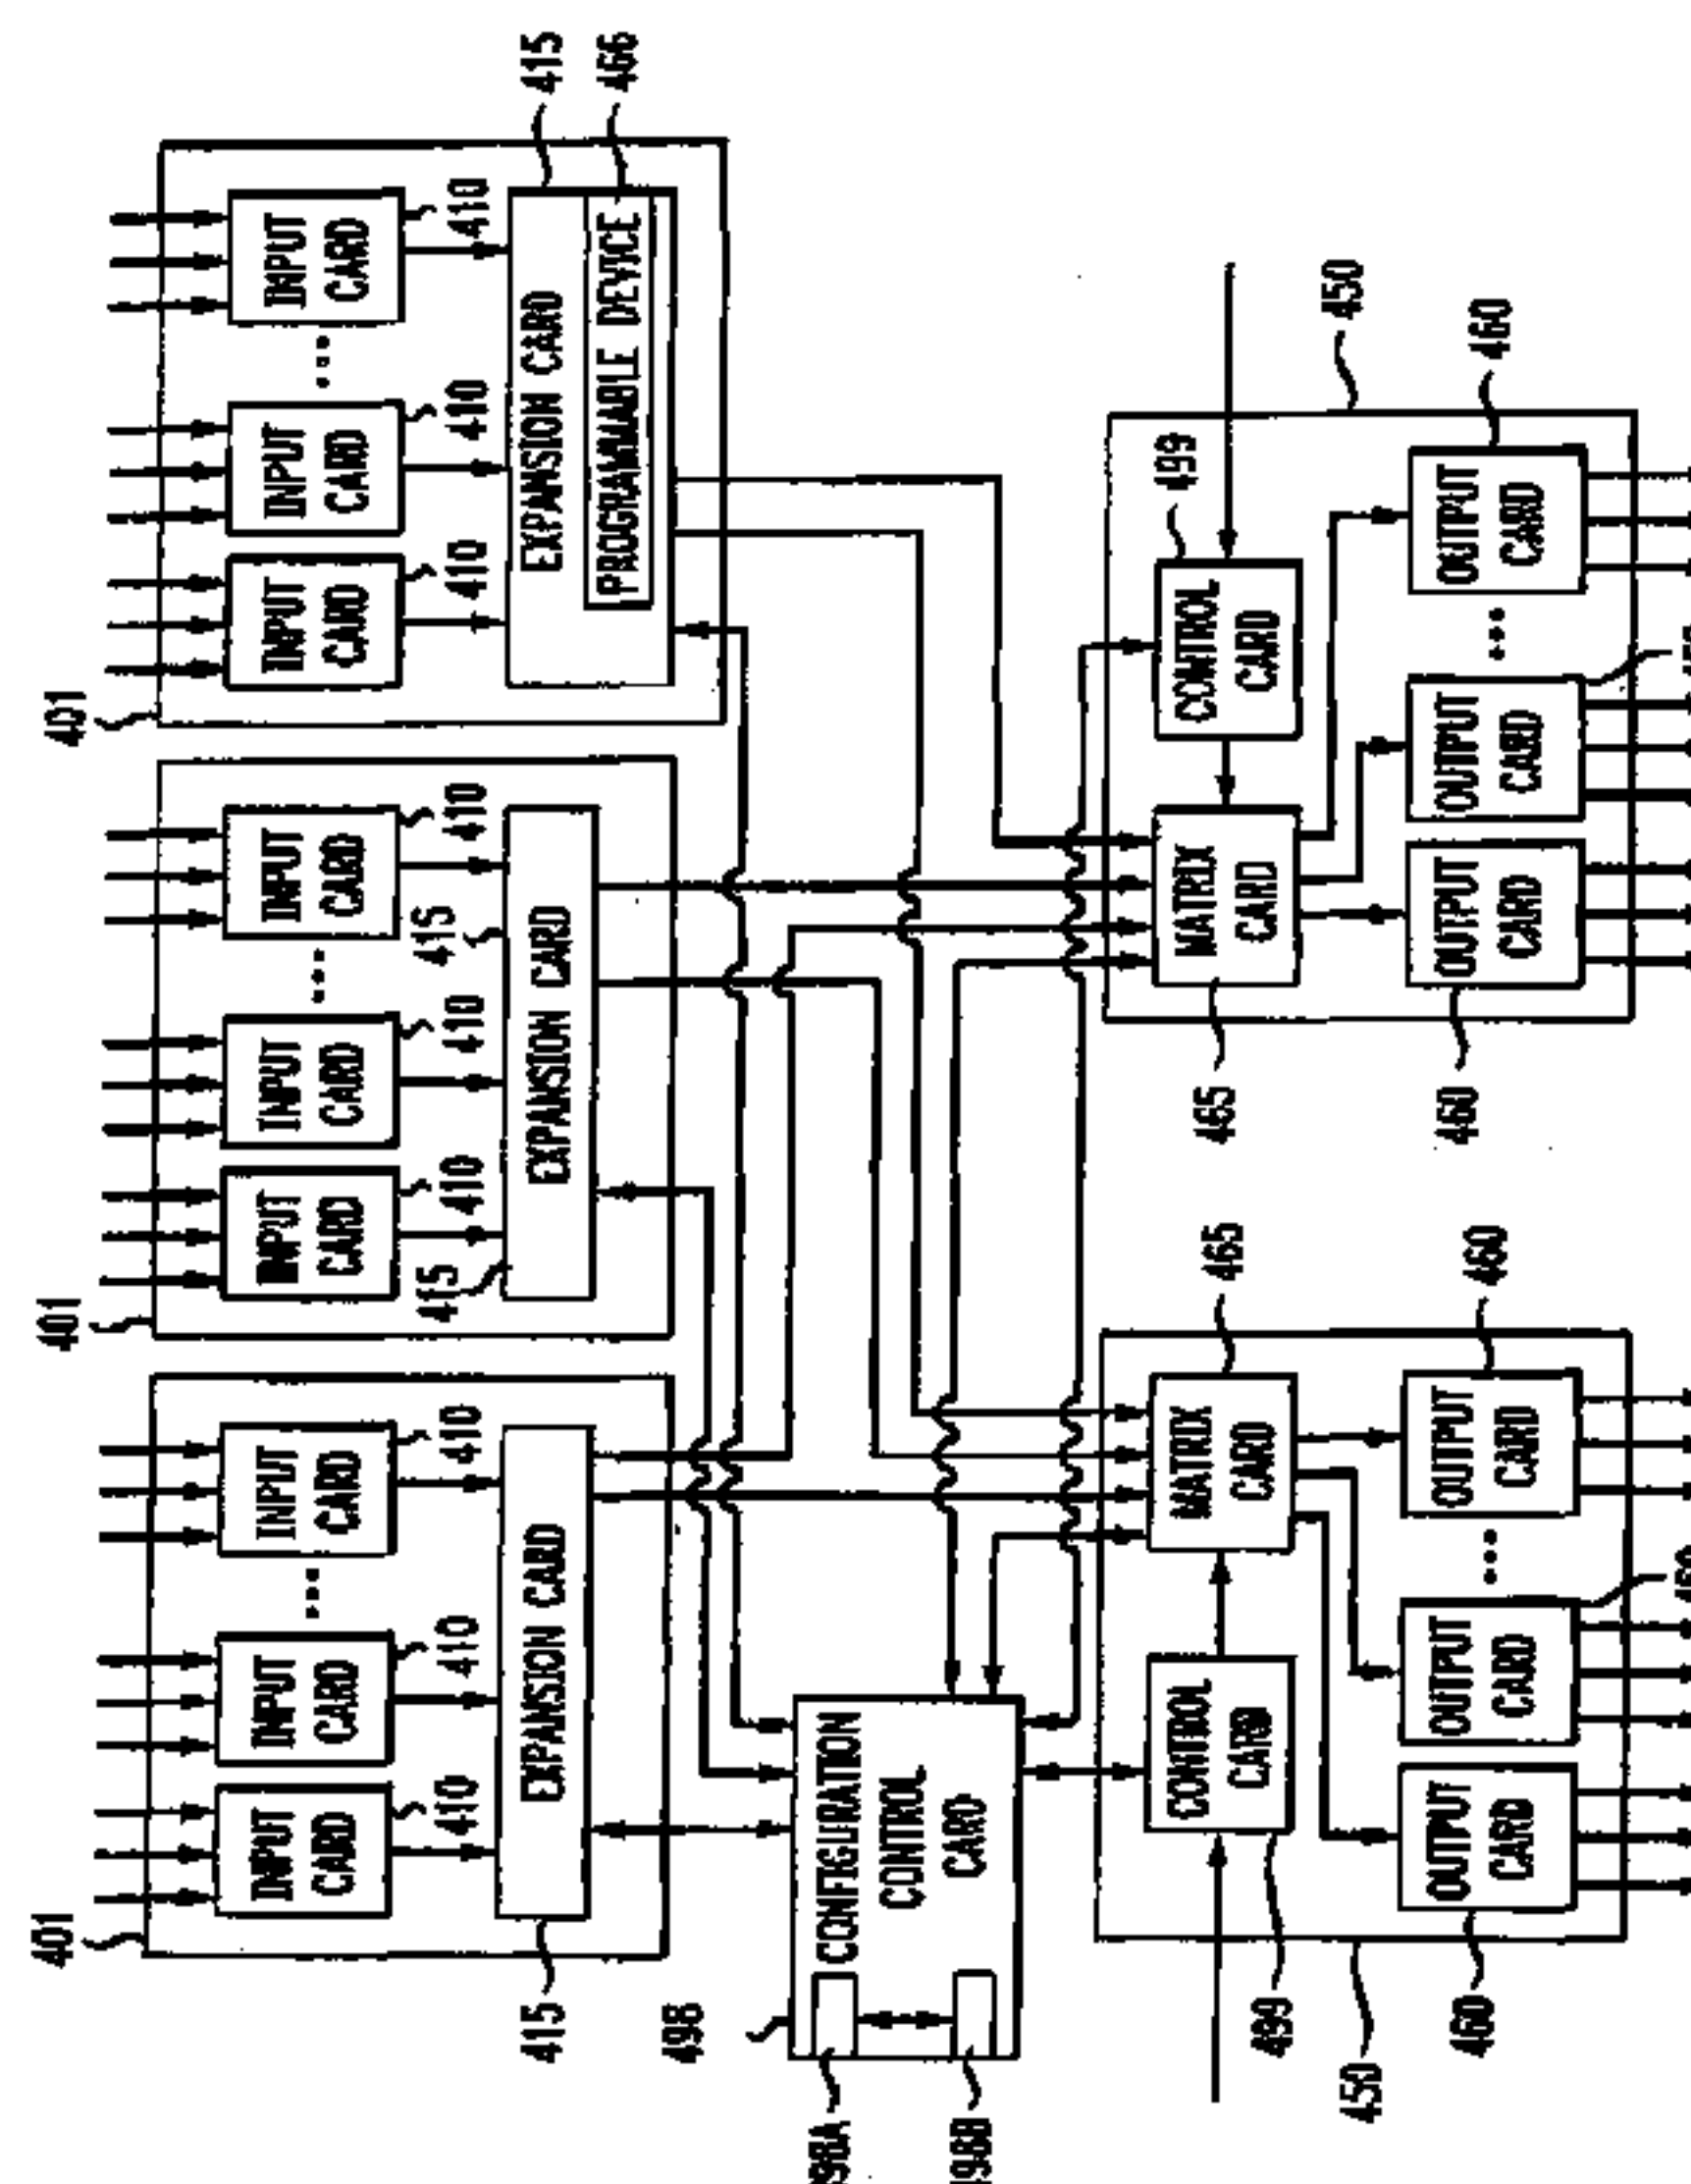 401
401
401
INPUT
CARD
410
INPUT
CARD
410
...
INPUT
CARD
410
INPUT
CARD
410
INPUT
CARD
410
...
INPUT
CARD
410
INPUT
CARD
410
INPUT
CARD
410
...
INPUT
CARD
410
415
EXPANSION CARD
415
EXPANSION CARD
415
EXPANSION CARD
415
PROGRAMMABLE DEVICE
466
498
98A
98B
CONFIGURATION
CONTROL
CARD
CONTROL
CARD
499
MATRIX
CARD
465
MATRIX
CARD
465
CONTROL
CARD
499
450
450
OUTPUT
CARD
460
OUTPUT
CARD
...
OUTPUT
CARD
460
OUTPUT
CARD
460
OUTPUT
CARD
...
OUTPUT
CARD
460